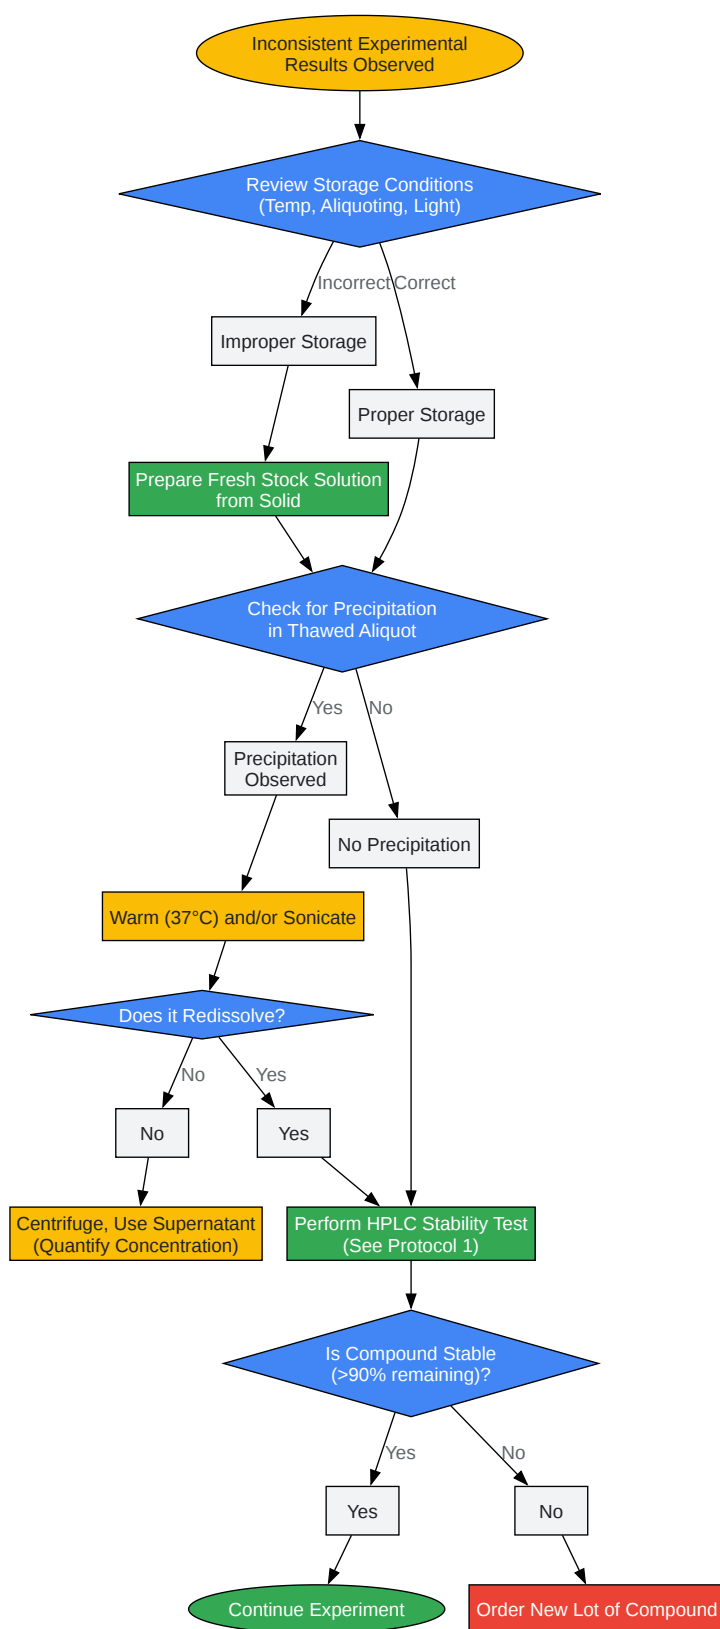 Inconsistent Experimental
Results Observed
Review Storage Conditions
(Temp, Aliquoting, Light)
Incorrect
Correct
Improper Storage
Proper Storage
Prepare Fresh Stock Solution
from Solid
Check for Precipitation
in Thawed Aliquot
Yes
No
Precipitation
Observed
No Precipitation
Warm (37°C) and/or Sonicate
Does it Redissolve?
No
Yes
No
Yes
Centrifuge, Use Supernatant
(Quantify Concentration)
Perform HPLC Stability Test
(See Protocol 1)
Is Compound Stable
(>90% remaining)?
Yes
No
Yes
No
Continue Experiment
Order New Lot of Compound